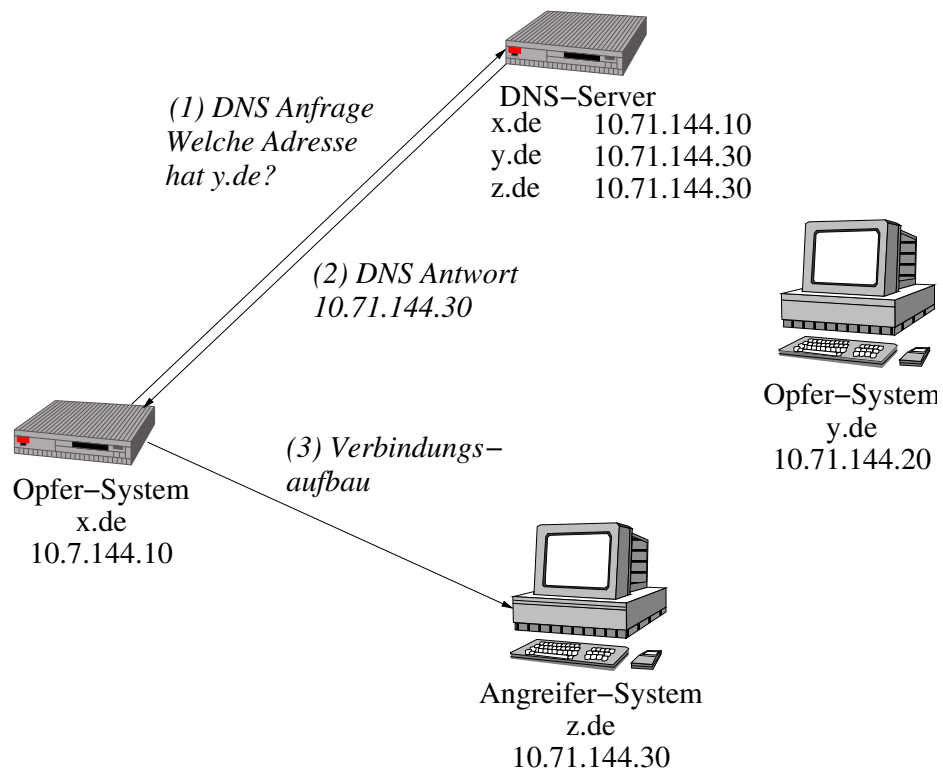 (1) DNS Anfrage
Welche Adresse
hat y.de?
DNS−Server
x.de 10.71.144.10
y.de 10.71.144.30
z.de 10.71.144.30
(2) DNS Antwort
10.71.144.30
Opfer−System
y.de
10.71.144.20
(3) Verbindungs−
aufbau
Opfer−System
x.de
10.7.144.10
Angreifer−System
z.de
10.71.144.30